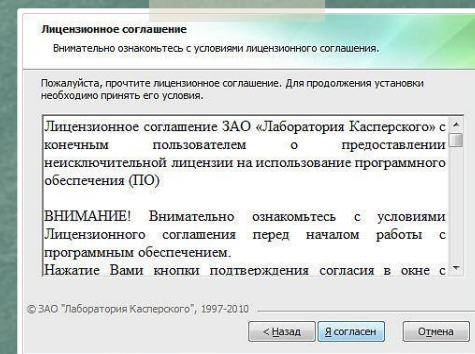 Лицензионное соглашение
Внимательно ознакомьтесь с условиями лицензионного соглашения.
Пожалуйста, прочтите лицензионное соглашение. Для продолжения установки
необходимо принять его условия.
Лицензионное соглашение ЗАО «Лаборатория Касперского» с
конечным пользователем о предоставлении
неисключительной лицензии на использование программного
обеспечения (ПО)
ВНИМАНИЕ! Внимательно ознакомьтесь с условиями
Лицензионного соглашения перед началом работы с
программным обеспечением.
Нажатие Вами кнопки подтверждения согласия в окне с
© ЗАО "Лаборатория Касперского", 1997-2010
< Назад Я согласен Отмена